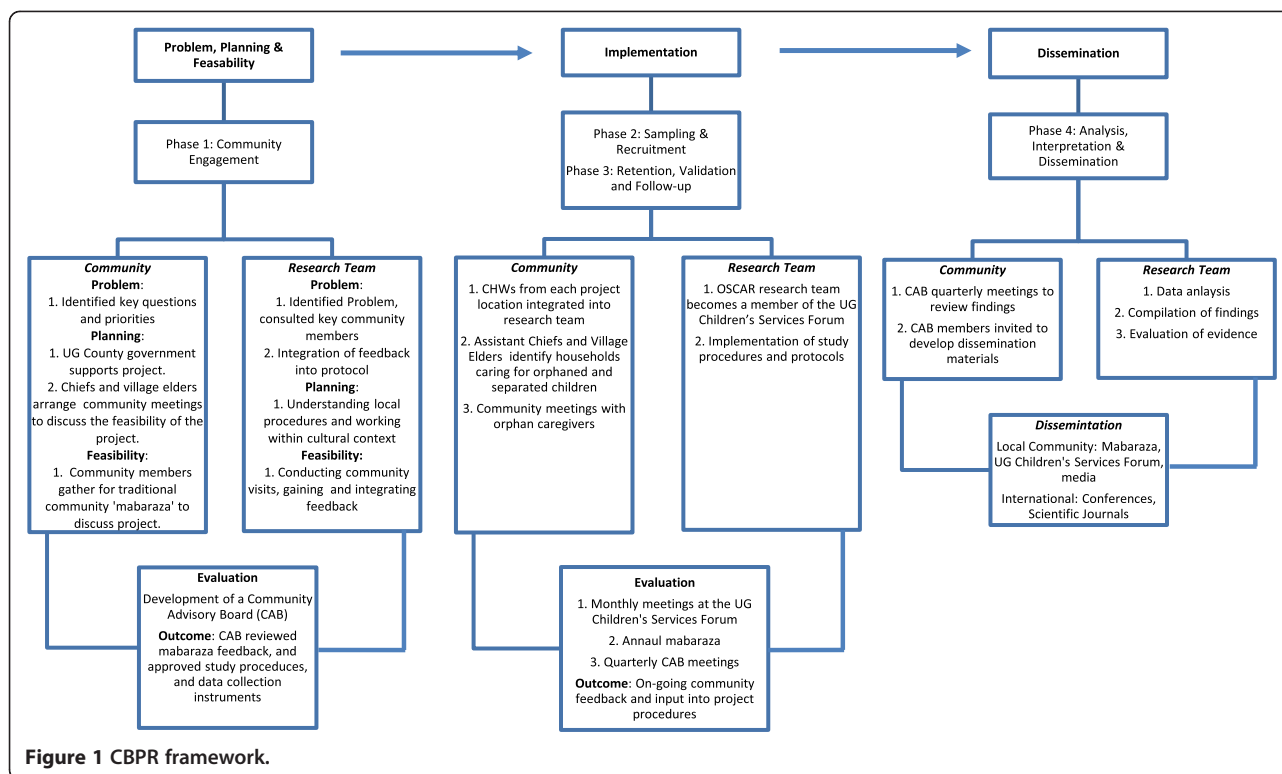 Problem, Planning &
Feasability
Implementation
Dissemination
Phase 1: Community
Engagement
Phase 2: Sampling &
Recruitment
Phase 3: Retention, Validation
and Follow-up
Phase 4: Analysis,
Interpretation &
Dissemination
Community
Problem:
1. Identified key questions
and priorities
Planning:
1. UG County government
supports project.
2. Chiefs and village elders
arrange community meetings
to discuss the feasibility of the
project.
Feasibility:
1. Community members
gather for traditional
community 'mabaraza' to
discuss project.
Research Team
Problem:
1. Identified Problem,
consulted key community
members
2. Integration of feedback
into protocol
Planning:
1. Understanding local
procedures and working
within cultural context
Feasibility:
1. Conducting community
visits, gaining and integrating
feedback
Evaluation
Development of a Community
Advisory Board (CAB)
Outcome: CAB reviewed
mabaraza feedback, and
approved study procedures,
and data collection
instruments
Community
1. CHWs from each project
location integrated into
research team
2. Assistant Chiefs and Village
Elders identify households
caring for orphaned and
separated children
3. Community meetings with
orphan caregivers
Research Team
1. OSCAR research team
becomes a member of the UG
Children's Services Forum
2. Implementation of study
procedures and protocols
Evaluation
1. Monthly meetings at the UG
Children's Services Forum
2. Annaul mabaraza
3. Quarterly CAB meetings
Outcome: On-going community
feedback and input into project
procedures
Community
1. CAB quarterly meetings to
review findings
2. CAB members invited to
develop dissemination
materials
Research Team
1. Data anlaysis
2. Compilation of findings
3. Evaluation of evidence
Dissemintation
Local Community: Mabaraza,
UG Children's Services Forum,
media
International: Conferences,
Scientific Journals
Figure 1 CBPR framework.